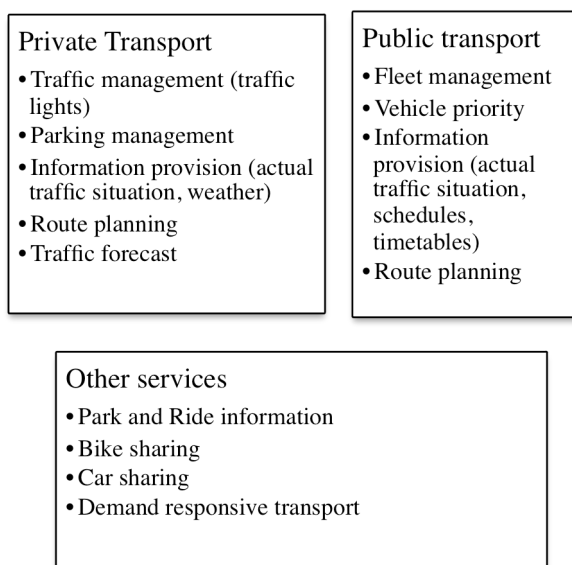 Private Transport
• Traffic management (traffic
lights)
• Parking management
• Information provision (actual
traffic situation, weather)
• Route planning
• Traffic forecast
Public transport
• Fleet management
• Vehicle priority
• Information
provision (actual
traffic situation,
schedules,
timetables)
• Route planning
Other services
• Park and Ride information
• Bike sharing
• Car sharing
• Demand responsive transport